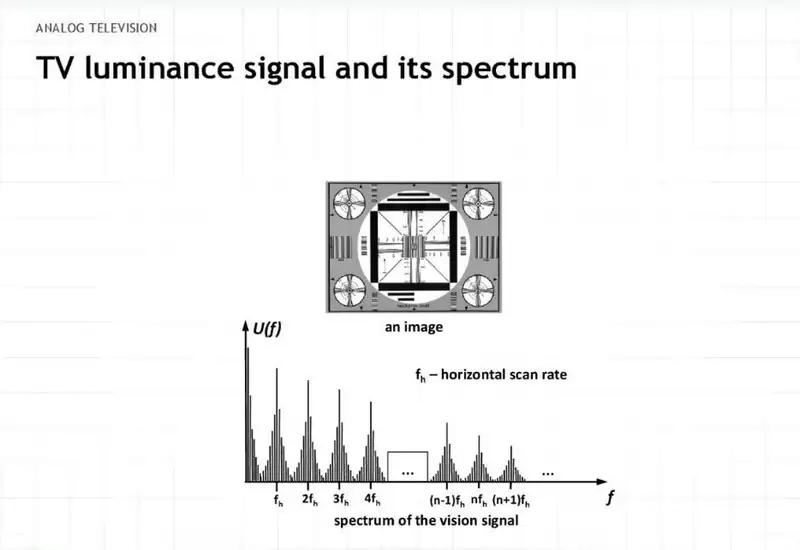 ANALOG TELEVISION
TV luminance signal and its spectrum
an image
U(f)
fh – horizontal scan rate
...
...
fh 2fh 3fh 4fh (n-1)fh nfh (n+1)fh
f
spectrum of the vision signal